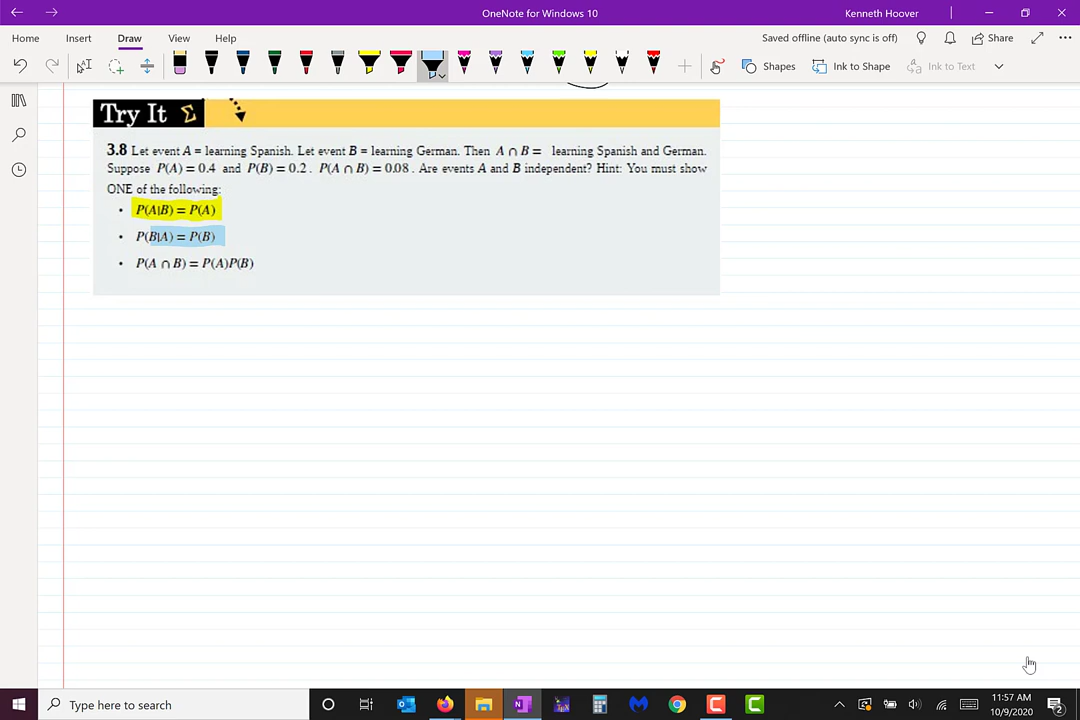 OneNote for Windows 10
Kenneth Hoover
Home Insert Draw View Help
Saved offline (auto sync is off)
Share
Shapes
Ink to Shape
Ink to Text
Try It Σ
3.8 Let event A = learning Spanish. Let event B = learning German. Then A ∩ B = learning Spanish and German.
Suppose P(A) = 0.4 and P(B) = 0.2. P(A ∩ B) = 0.08. Are events A and B independent? Hint: You must show
ONE of the following:
• P(A|B) = P(A)
• P(B|A) = P(B)
• P(A ∩ B) = P(A)P(B)
Type here to search
11:57 AM
10/9/2020
2